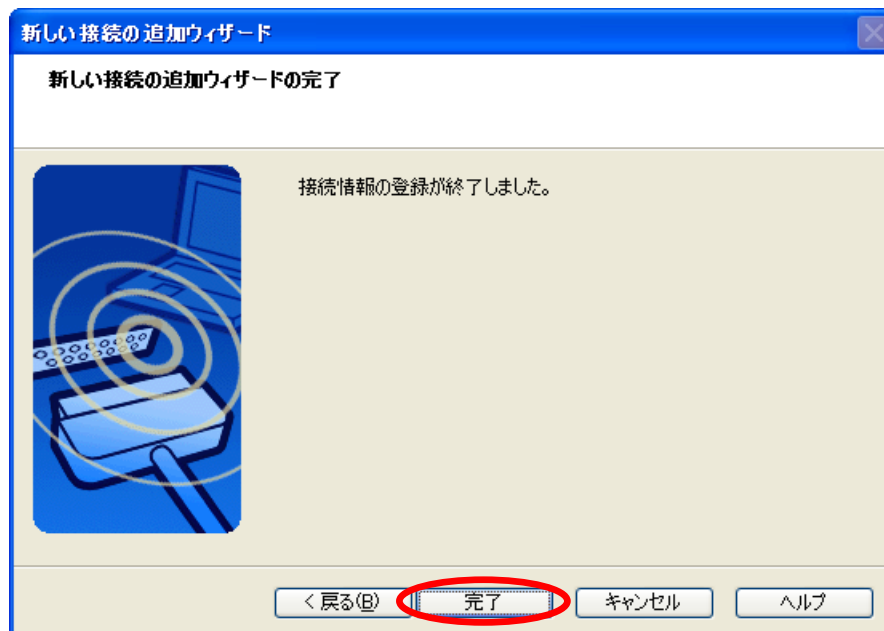 新しい接続の追加ウィザード
新しい接続の追加ウィザードの完了
接続情報の登録が終了しました。
< 戻る(B)
完了
キャンセル
ヘルプ